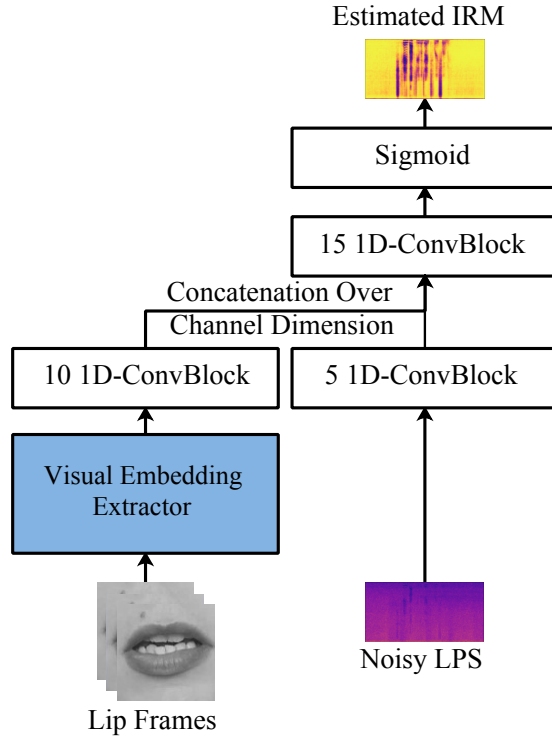 Estimated IRM
Sigmoid
15 1D-ConvBlock
Concatenation Over
Channel Dimension
10 1D-ConvBlock
5 1D-ConvBlock
Visual Embedding
Extractor
Noisy LPS
Lip Frames